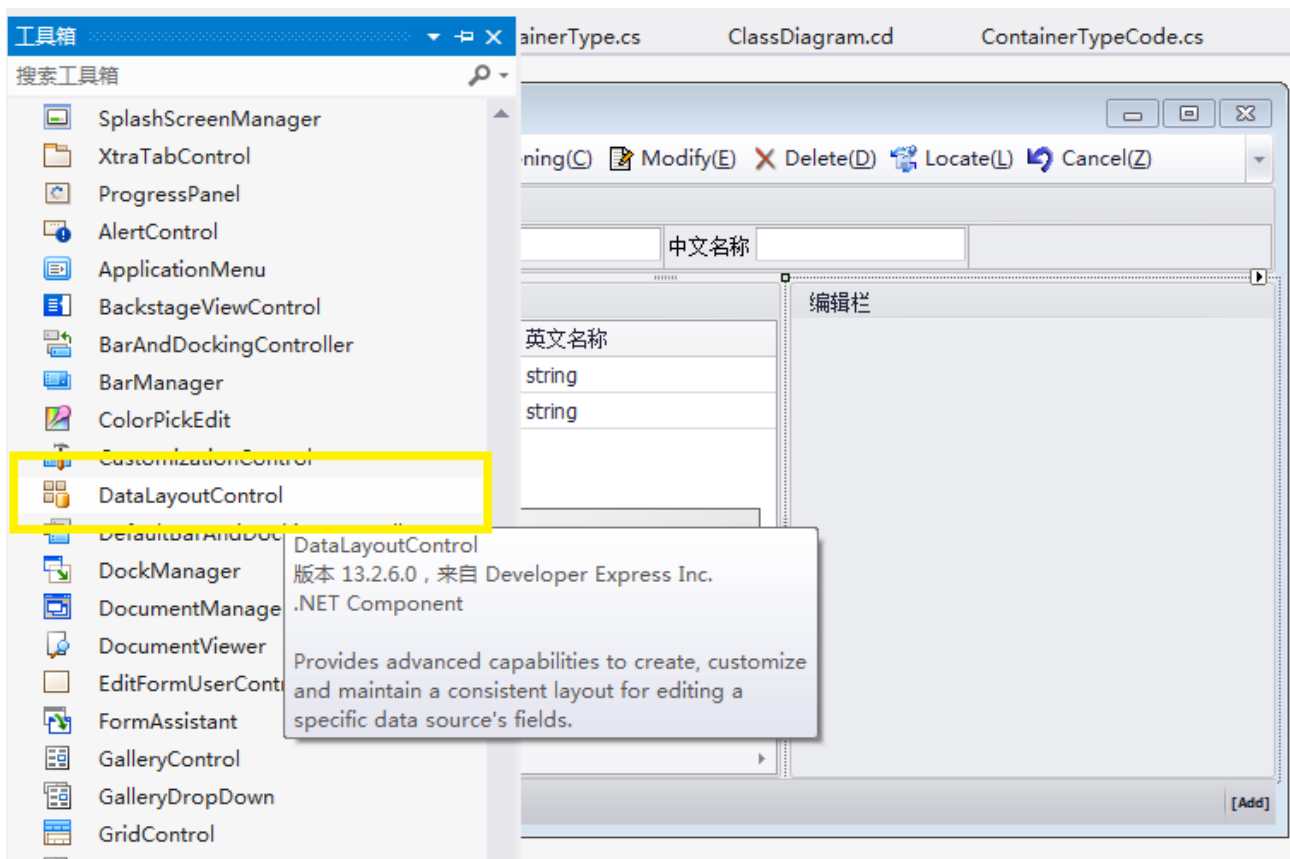 工具箱
搜索工具箱
SplashScreenManager
XtraTabControl
ProgressPanel
AlertControl
ApplicationMenu
BackstageViewControl
BarAndDockingController
BarManager
ColorPickEdit
CustomizationControl
DataLayoutControl
DockManager
DocumentManage
DocumentViewer
EditFormUserContr
FormAssistant
GalleryControl
GalleryDropDown
GridControl
DataLayoutControl
版本 13.2.6.0，来自 Developer Express Inc.
.NET Component
Provides advanced capabilities to create, customize
and maintain a consistent layout for editing a
specific data source's fields.
ainerType.cs ClassDiagram.cd ContainerTypeCode.cs
ning(C) Modify(E) Delete(D) Locate(L) Cancel(Z)
中文名称
编辑栏
英文名称
string
string
[Add]